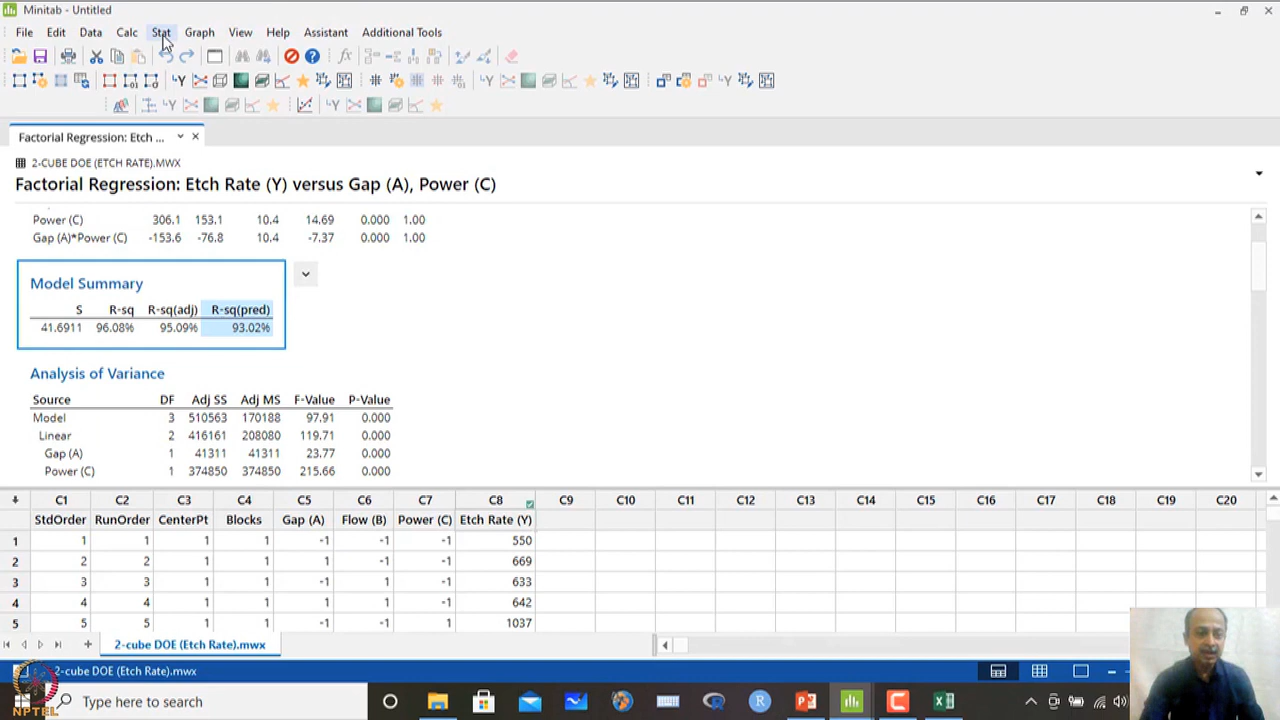 Minitab - Untitled
File Edit Data Calc Stat Graph View Help Assistant Additional Tools
Factorial Regression: Etch ...
2-CUBE DOE (ETCH RATE).MWX
Factorial Regression: Etch Rate (Y) versus Gap (A), Power (C)
Power (C) 306.1 153.1 10.4 14.69 0.000 1.00
Gap (A)*Power (C) -153.6 -76.8 10.4 -7.37 0.000 1.00
Model Summary
S R-sq R-sq(adj) R-sq(pred)
41.6911 96.08% 95.09% 93.02%
Analysis of Variance
Source DF Adj SS Adj MS F-Value P-Value
Model 3 510563 170188 97.91 0.000
Linear 2 416161 208080 119.71 0.000
Gap (A) 1 41311 41311 23.77 0.000
Power (C) 1 374850 374850 215.66 0.000
C1 C2 C3 C4 C5 C6 C7 C8 C9 C10 C11 C12 C13 C14 C15 C16 C17 C18 C19 C20
StdOrder RunOrder CenterPt Blocks Gap (A) Flow (B) Power (C) Etch Rate (Y)
1 1 1 1 1 -1 -1 -1 550
2 2 2 1 1 1 -1 -1 669
3 3 3 1 1 -1 1 -1 633
4 4 4 1 1 1 1 -1 642
5 5 5 1 1 -1 -1 1 1037
2-cube DOE (Etch Rate).mwx
2-cube DOE (Etch Rate).mwx
Type here to search
NPTEL